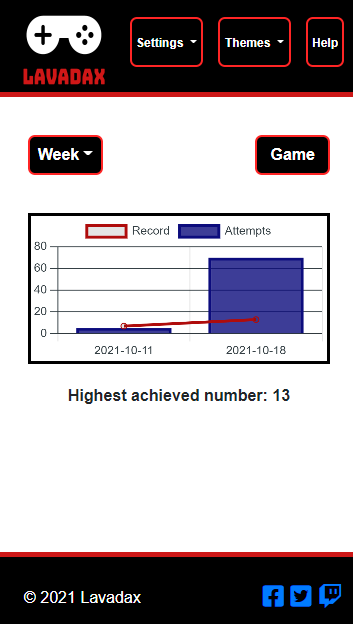 LAVADAX
Settings
Themes
Help
Week
Game
Record
Attempts
80
60
40
20
0
2021-10-11
2021-10-18
Highest achieved number: 13
© 2021 Lavadax